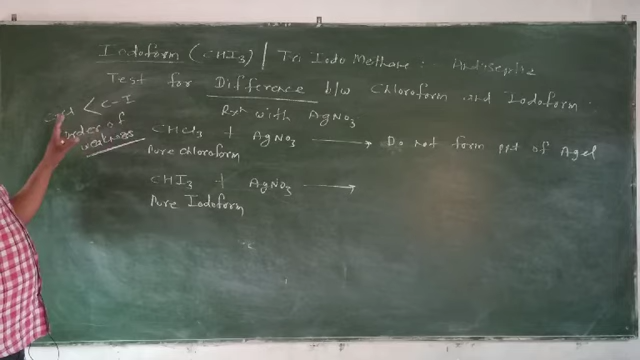 Iodoform (CHI3) | Tri Iodo Methane: Antiseptic
Test for Difference b/w Chloroform and Iodoform:
< C-I
order of weakness
Rxn with AgNO3
CHCl3 + AgNO3 → Do not form ppt of AgCl
Pure Chloroform
CHI3 + AgNO3 →
Pure Iodoform